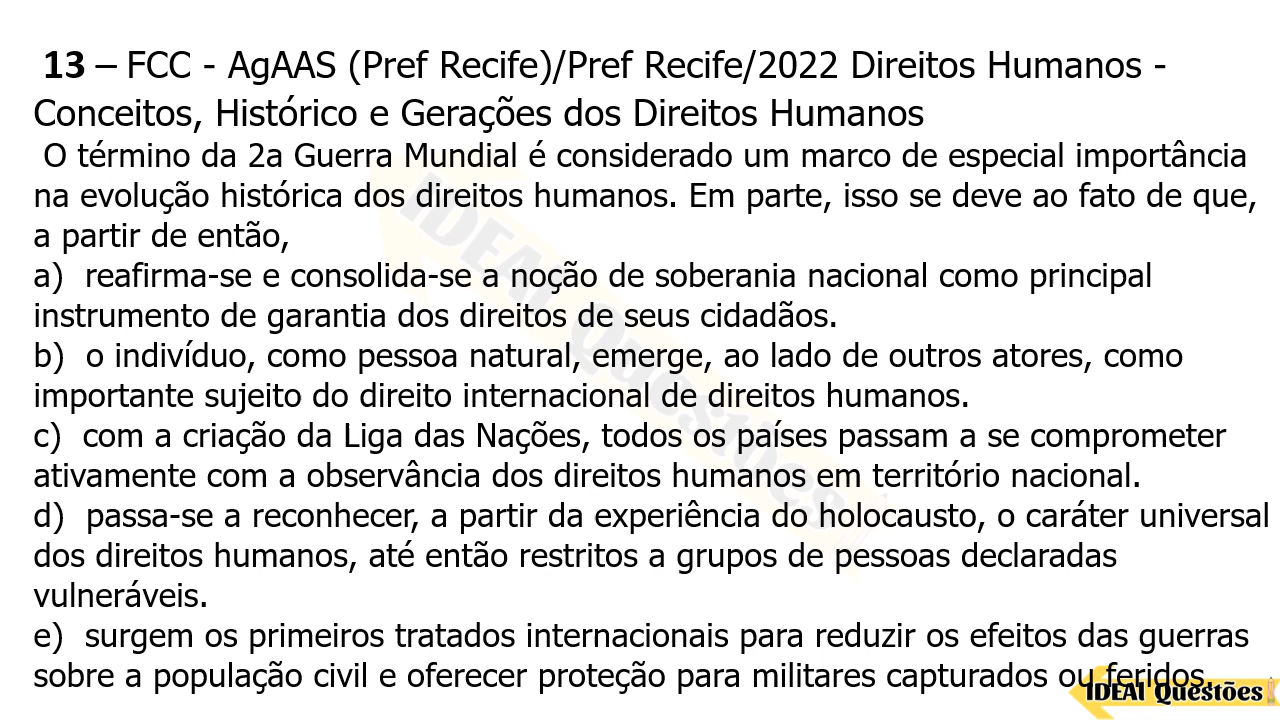 13 – FCC - AgAAS (Pref Recife)/Pref Recife/2022 Direitos Humanos -
Conceitos, Histórico e Gerações dos Direitos Humanos
O término da 2a Guerra Mundial é considerado um marco de especial importância
na evolução histórica dos direitos humanos. Em parte, isso se deve ao fato de que,
a partir de então,
a) reafirma-se e consolida-se a noção de soberania nacional como principal
instrumento de garantia dos direitos de seus cidadãos.
b) o indivíduo, como pessoa natural, emerge, ao lado de outros atores, como
importante sujeito do direito internacional de direitos humanos.
c) com a criação da Liga das Nações, todos os países passam a se comprometer
ativamente com a observância dos direitos humanos em território nacional.
d) passa-se a reconhecer, a partir da experiência do holocausto, o caráter universal
dos direitos humanos, até então restritos a grupos de pessoas declaradas
vulneráveis.
e) surgem os primeiros tratados internacionais para reduzir os efeitos das guerras
sobre a população civil e oferecer proteção para militares capturados ou feridos.
IDEAL Questões
IDEAL Questões